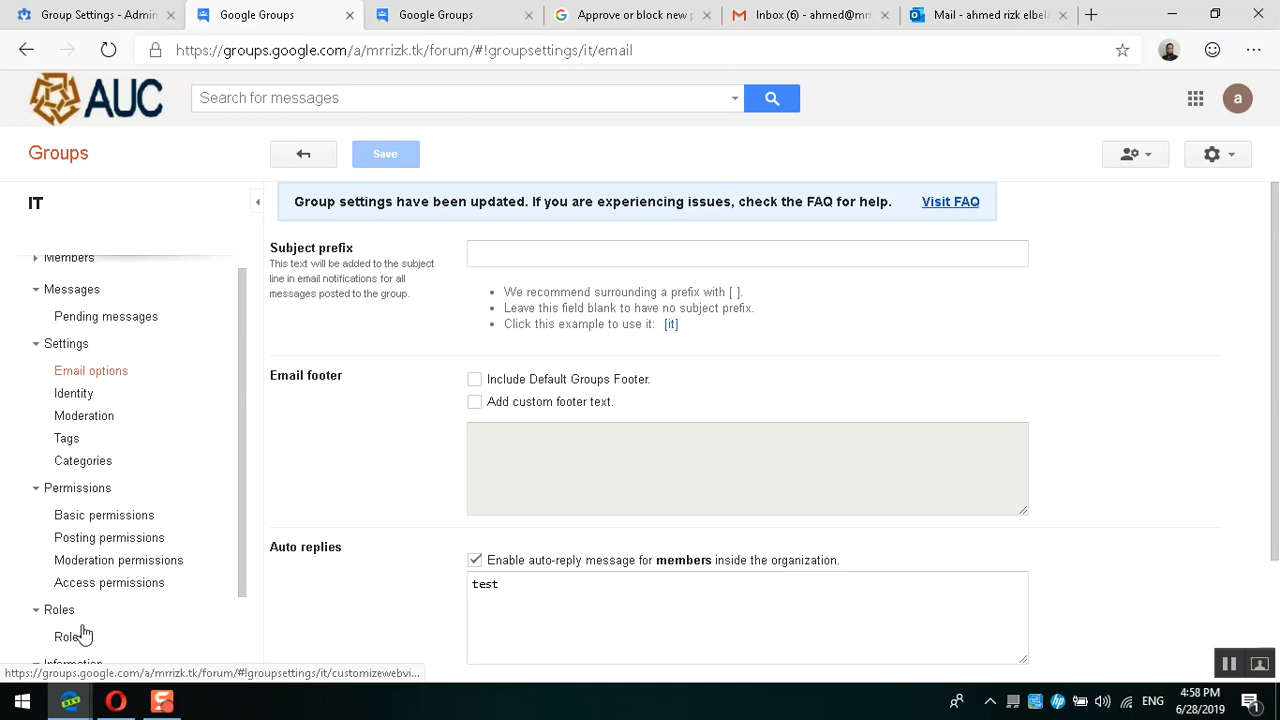 Email Settings - Admin
Groups
Google Groups
Approve or block new p
Inbox (6) - ahmed@mr
Mail - ahmed rizk elbel
https://groups.google.com/a/mrrizk.tk/forum/#!groupsettings/it/email
AUC
Search for messages
a
Groups
Save
IT
Group settings have been updated. If you are experiencing issues, check the FAQ for help. Visit FAQ
Members
Messages
Pending messages
Settings
Email options
Identity
Moderation
Tags
Categories
Permissions
Basic permissions
Posting permissions
Moderation permissions
Access permissions
Roles
Information
Subject prefix
This text will be added to the subject
line in email notifications for all
messages posted to the group.
We recommend surrounding a prefix with [ ].
Leave this field blank to have no subject prefix.
Click this example to use it: [it]
Email footer
Include Default Groups Footer.
Add custom footer text.
Auto replies
Enable auto-reply message for members inside the organization.
test
https://groups.google.com/a/mrrizk.tk/forum/#!groupsettings/it/customizewebvi...
DEV
hp
ENG
4:58 PM
6/28/2019
1